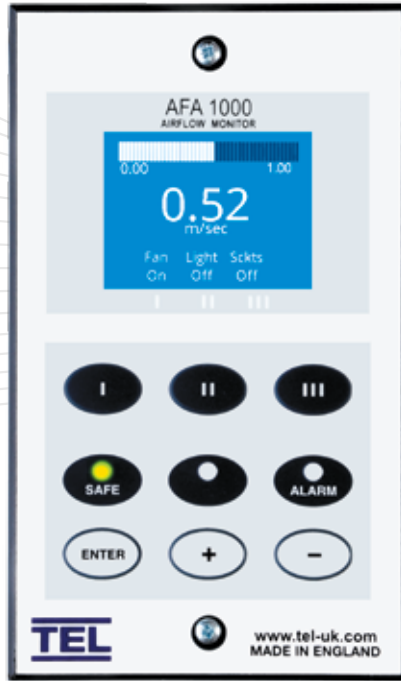 AFA 1000
AIRFLOW MONITOR
0.00 1.00
0.52
m/sec
Fan Light Sckts
On Off Off
I II III
I II III
SAFE ALARM
ENTER + -
TEL
www.tel-uk.com
MADE IN ENGLAND